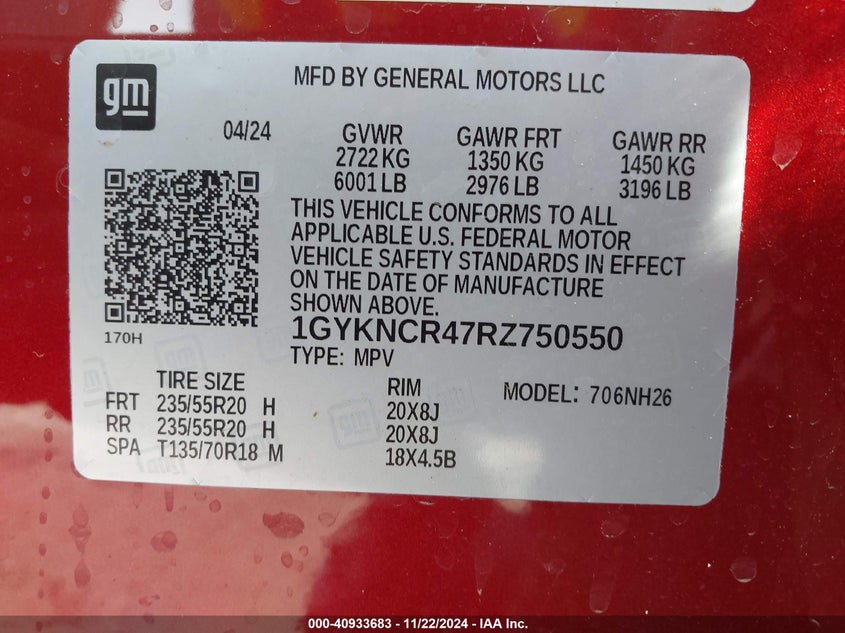 gm
MFD BY GENERAL MOTORS LLC
04/24 GVWR GAWR FRT GAWR RR
2722 KG 1350 KG 1450 KG
6001 LB 2976 LB 3196 LB
THIS VEHICLE CONFORMS TO ALL
APPLICABLE U.S. FEDERAL MOTOR
VEHICLE SAFETY STANDARDS IN EFFECT
ON THE DATE OF MANUFACTURE
SHOWN ABOVE.
170H
1GYKNCR47RZ750550
TYPE: MPV
TIRE SIZE RIM MODEL: 706NH26
FRT 235/55R20 H 20X8J
RR 235/55R20 H 20X8J
SPA T135/70R18 M 18X4.5B
000-40933683 - 11/22/2024 - IAA Inc.